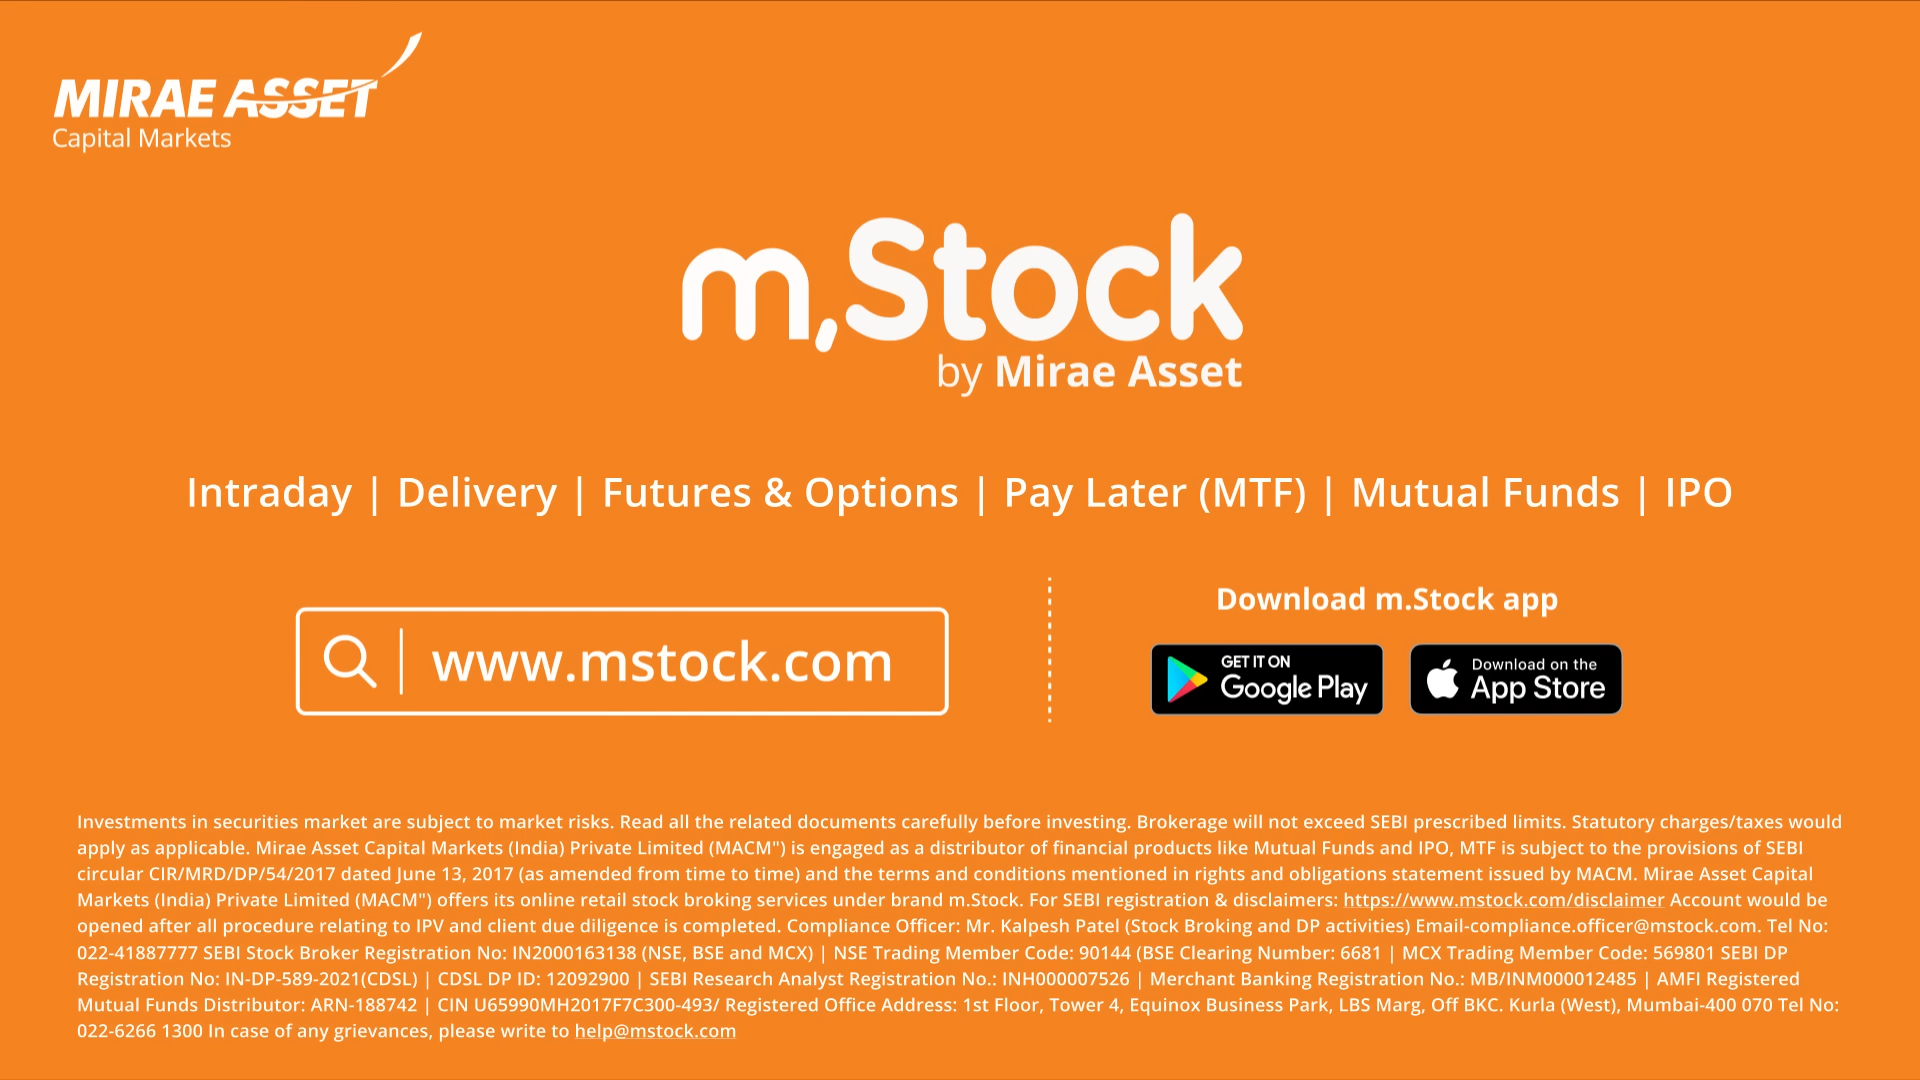 MIRAE ASSET
Capital Markets
m.Stock
by Mirae Asset
Intraday | Delivery | Futures & Options | Pay Later (MTF) | Mutual Funds | IPO
www.mstock.com
Download m.Stock app
GET IT ON
Google Play
Download on the
App Store
Investments in securities market are subject to market risks. Read all the related documents carefully before investing. Brokerage will not exceed SEBI prescribed limits. Statutory charges/taxes would
apply as applicable. Mirae Asset Capital Markets (India) Private Limited (MACM") is engaged as a distributor of financial products like Mutual Funds and IPO, MTF is subject to the provisions of SEBI
circular CIR/MRD/DP/54/2017 dated June 13, 2017 (as amended from time to time) and the terms and conditions mentioned in rights and obligations statement issued by MACM. Mirae Asset Capital
Markets (India) Private Limited (MACM") offers its online retail stock broking services under brand m.Stock. For SEBI registration & disclaimers: https://www.mstock.com/disclaimer Account would be
opened after all procedure relating to IPV and client due diligence is completed. Compliance Officer: Mr. Kalpesh Patel (Stock Broking and DP activities) Email-compliance.officer@mstock.com. Tel No:
022-41887777 SEBI Stock Broker Registration No: IN2000163138 (NSE, BSE and MCX) | NSE Trading Member Code: 90144 (BSE Clearing Number: 6681 | MCX Trading Member Code: 569801 SEBI DP
Registration No: IN-DP-589-2021(CDSL) | CDSL DP ID: 12092900 | SEBI Research Analyst Registration No.: INH000007526 | Merchant Banking Registration No.: MB/INM000012485 | AMFI Registered
Mutual Funds Distributor: ARN-188742 | CIN U65990MH2017F7C300-493/ Registered Office Address: 1st Floor, Tower 4, Equinox Business Park, LBS Marg, Off BKC. Kurla (West), Mumbai-400 070 Tel No:
022-6266 1300 In case of any grievances, please write to help@mstock.com